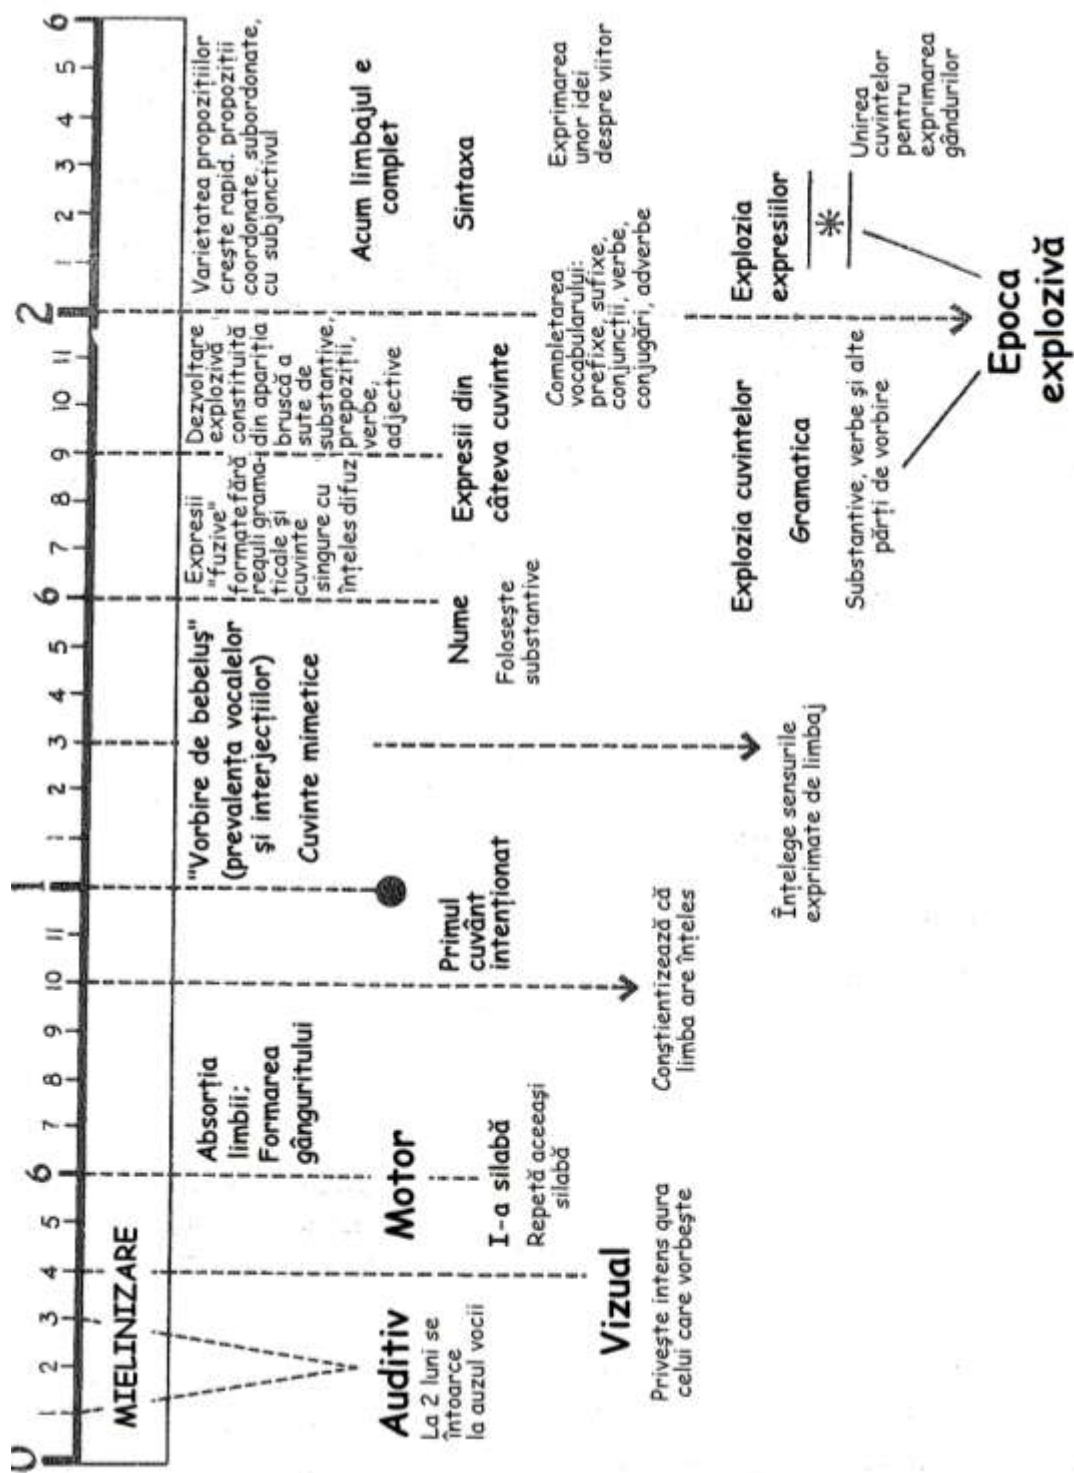 0 1 2 3 4 5 6 7 8 9 10 11 1 1 2 3 4 5 6 7 8 9 10 11 2 1 2 3 4 5 6
MIELINIZARE
Absorția
limbii;
Formarea
gânguritului
"Vorbire de bebeluș"
(prevalența vocalelor
și interjecțiilor)
Cuvinte mimetice
Expresii
"fuzive"
formate fără
reguli grama-
ticale și
cuvinte
singure cu
înțeles difuz
Dezvoltare
explozivă
constituită
din apariția
bruscă a
sute de
substantive,
prepoziții,
verbe,
adjective
Varietatea propozițiilor
crește rapid. propoziții
coordonate, subordonate,
cu subjonctivul
Acum limbajul e
complet
Auditiv
La 2 luni se
întoarce
la auzul vocii
Motor
I-a silabă
Repetă aceeași
silabă
Primul
cuvânt
intenționat
Nume
Folosește
substantive
Expresii din
câteva cuvinte
Sintaxa
Completarea
vocabularului:
prefixe, sufixe,
conjuncții, verbe,
conjugări, adverbe
Exprimarea
unor idei
despre viitor
Vizual
Privește intens gura
celui care vorbește
Conștientizează că
limba are înțeles
Înțelege sensurile
exprimate de limbaj
Explozia cuvintelor
Gramatica
Substantive, verbe și alte
părți de vorbire
Explozia
expresiilor
Unirea
cuvintelor
pentru
exprimarea
gândurilor
Epoca
explozivă